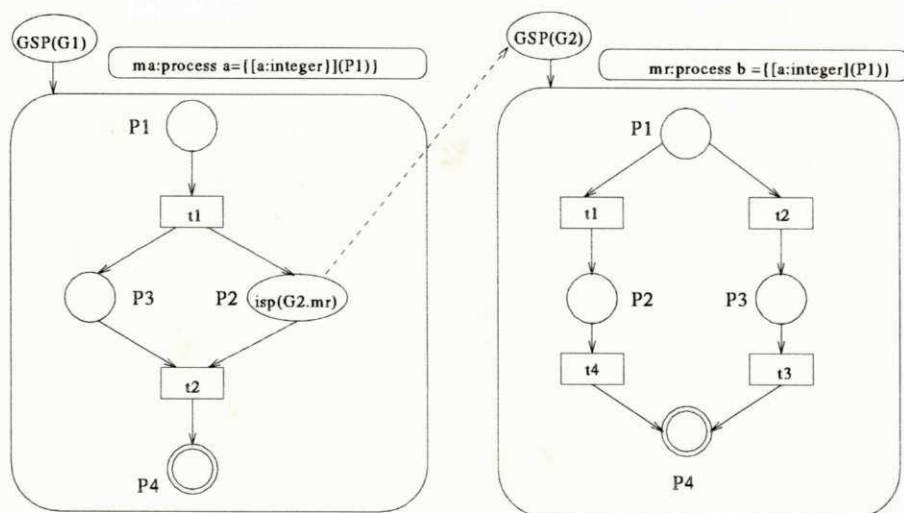 GSP(G1)
ma:process a={[a:integer}](P1)}
P1
t1
P3
P2
isp(G2.mr)
t2
P4
GSP(G2)
mr:process b ={[a:integer](P1)}
P1
t1
t2
P2
P3
t4
t3
P4